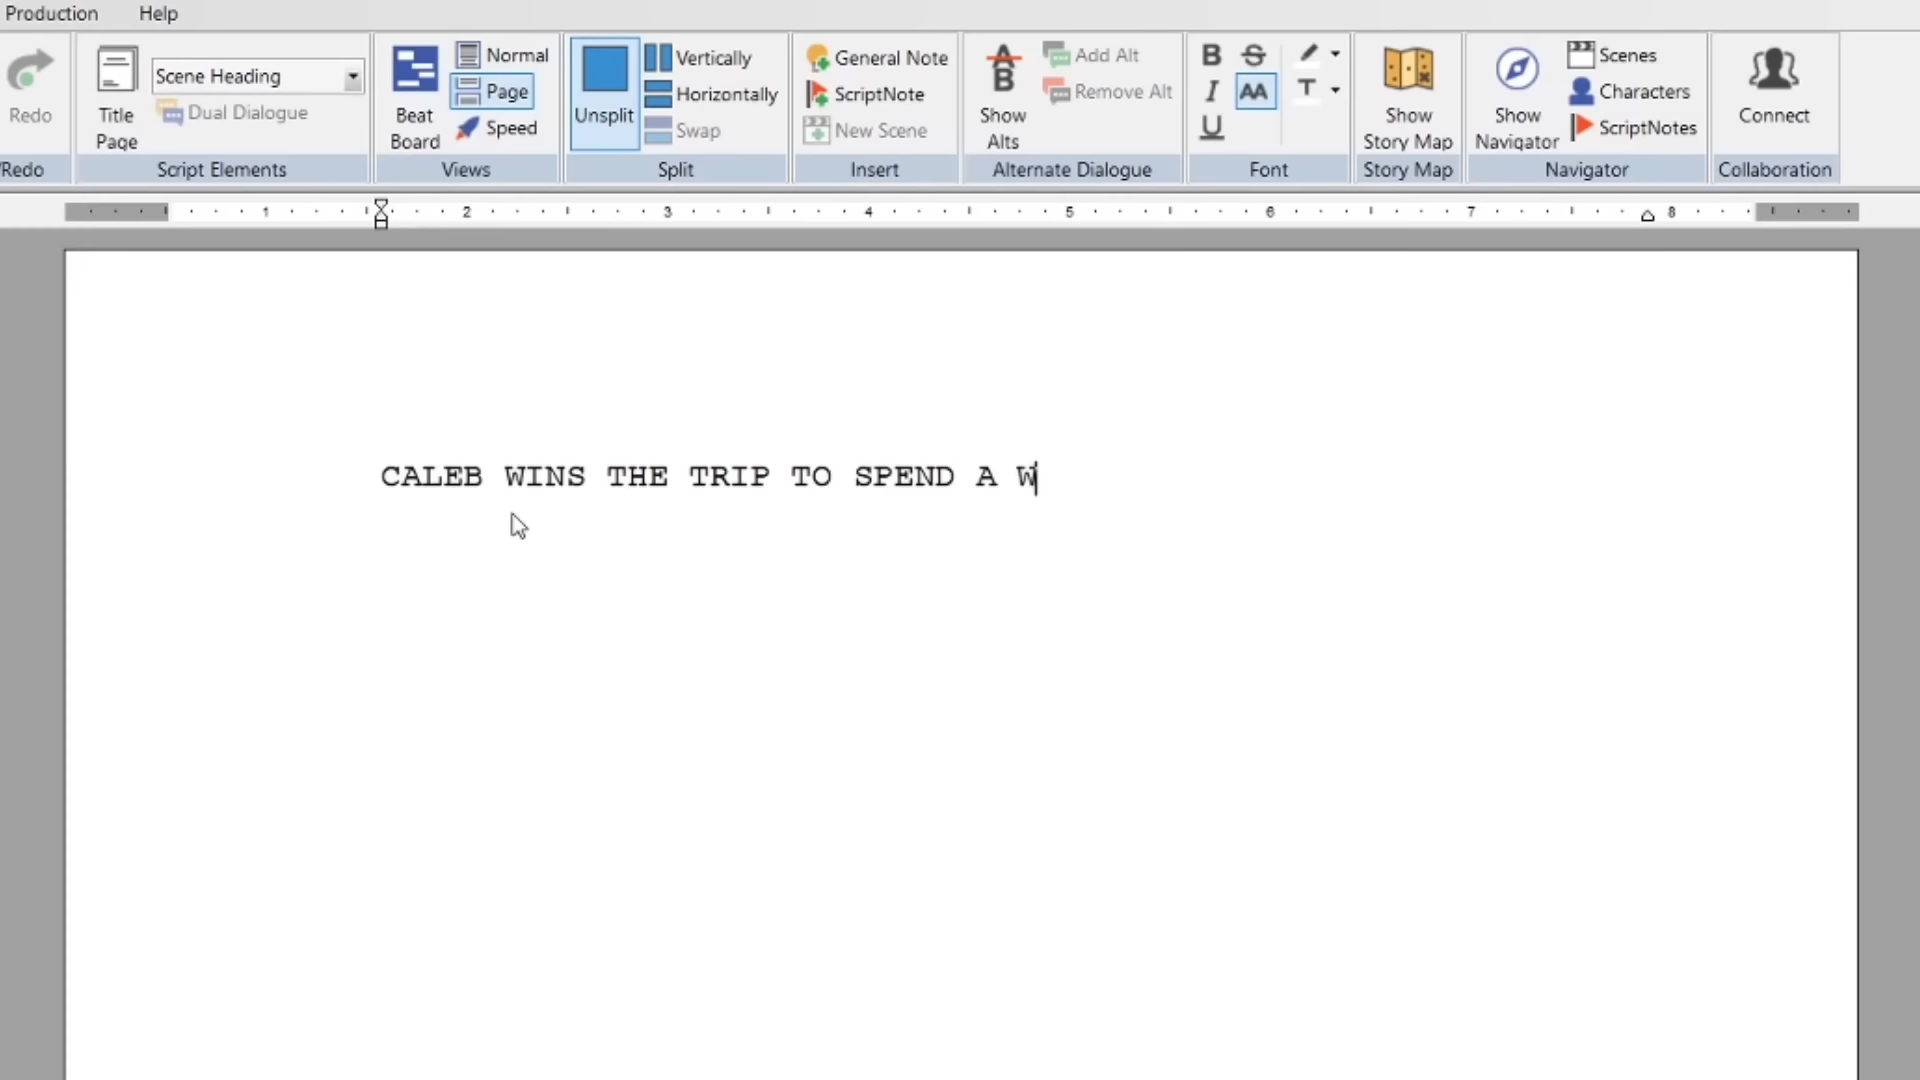 Production Help
Redo
Title Page
Scene Heading
Dual Dialogue
Beat Board
Normal
Page
Speed
Unsplit
Vertically
Horizontally
Swap
General Note
ScriptNote
New Scene
A
B
Show Alts
Add Alt
Remove Alt
B S
I AA T
U
Show Story Map
Show Navigator
Scenes
Characters
ScriptNotes
Connect
/Redo Script Elements Views Split Insert Alternate Dialogue Font Story Map Navigator Collaboration
1 2 3 4 5 6 7 8
CALEB WINS THE TRIP TO SPEND A W